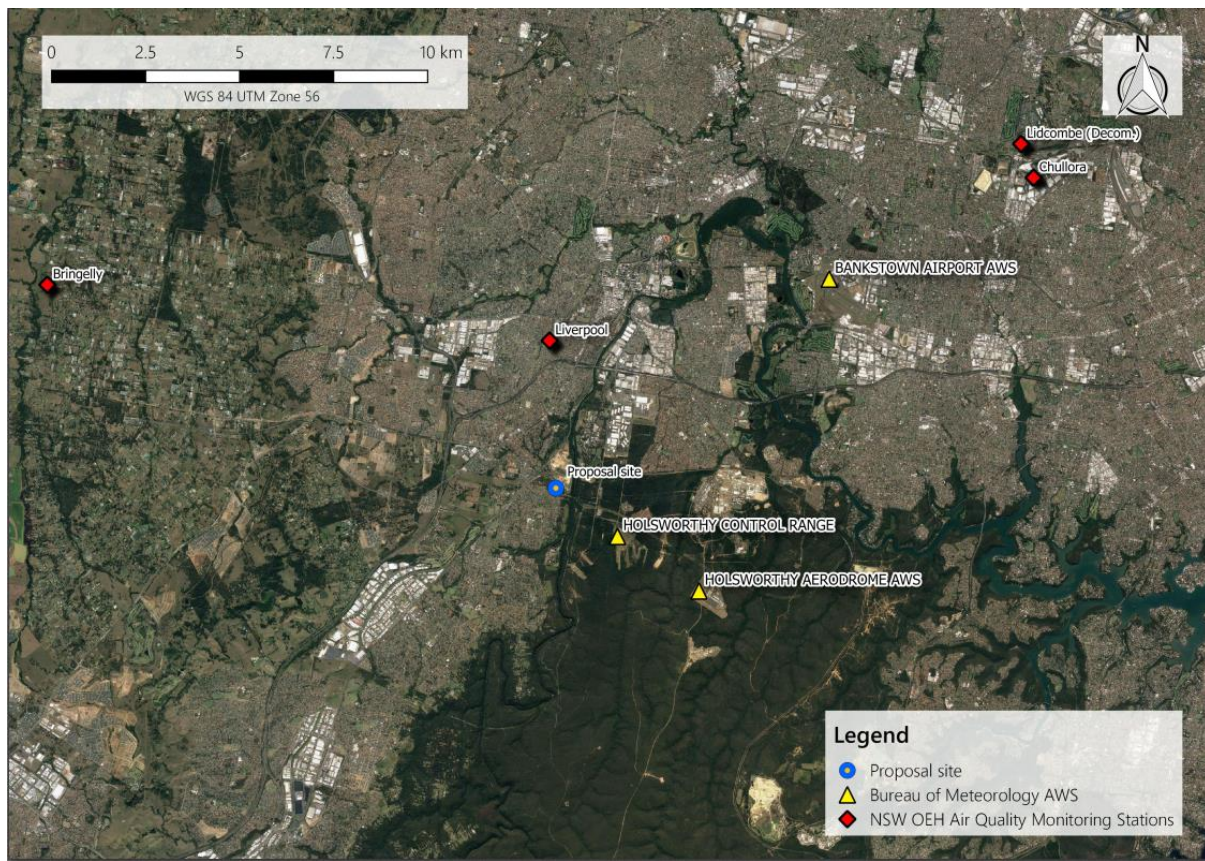 0 2.5 5 7.5 10 km
WGS 84 UTM Zone 56
N
Lidcombe (Decom.)
Chullora
BANKSTOWN AIRPORT AWS
Bringelly
Liverpool
Proposal site
HOLSWORTHY CONTROL RANGE
HOLSWORTHY AERODROME AWS
Legend
Proposal site
Bureau of Meteorology AWS
NSW OEH Air Quality Monitoring Stations